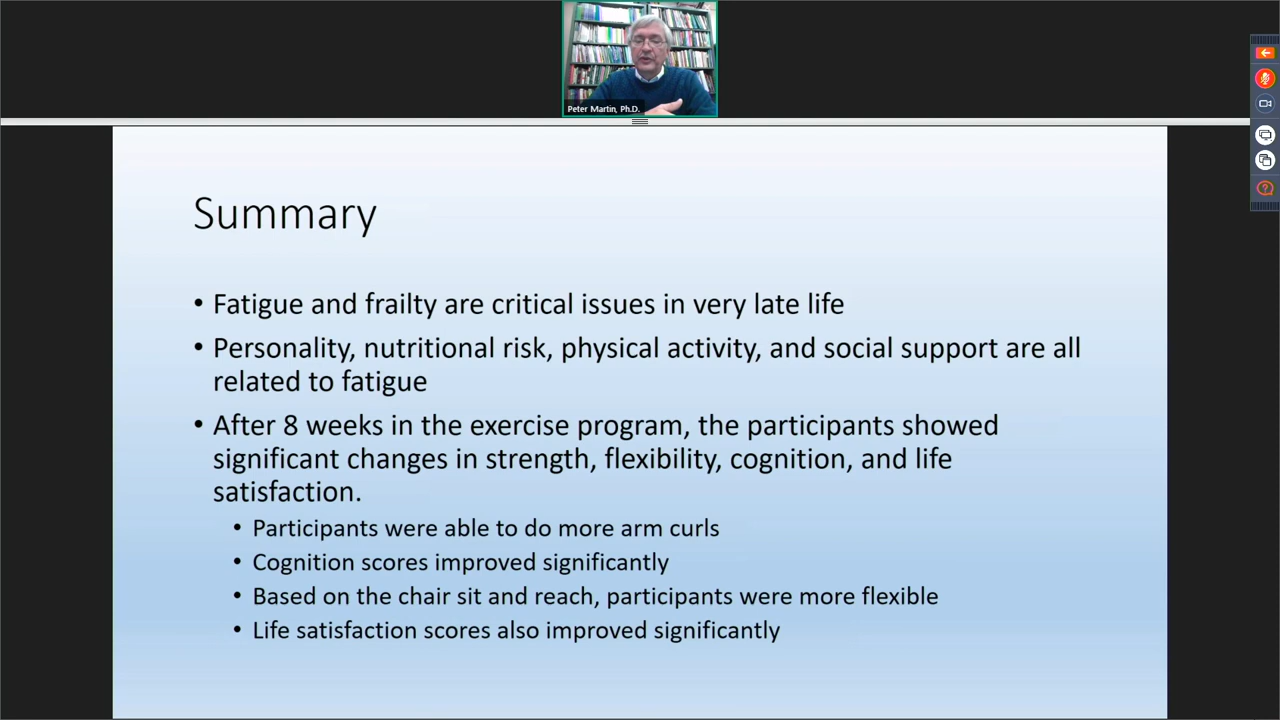 Peter Martin, Ph.D.
Summary
• Fatigue and frailty are critical issues in very late life
• Personality, nutritional risk, physical activity, and social support are all
related to fatigue
• After 8 weeks in the exercise program, the participants showed
significant changes in strength, flexibility, cognition, and life
satisfaction.
• Participants were able to do more arm curls
• Cognition scores improved significantly
• Based on the chair sit and reach, participants were more flexible
• Life satisfaction scores also improved significantly